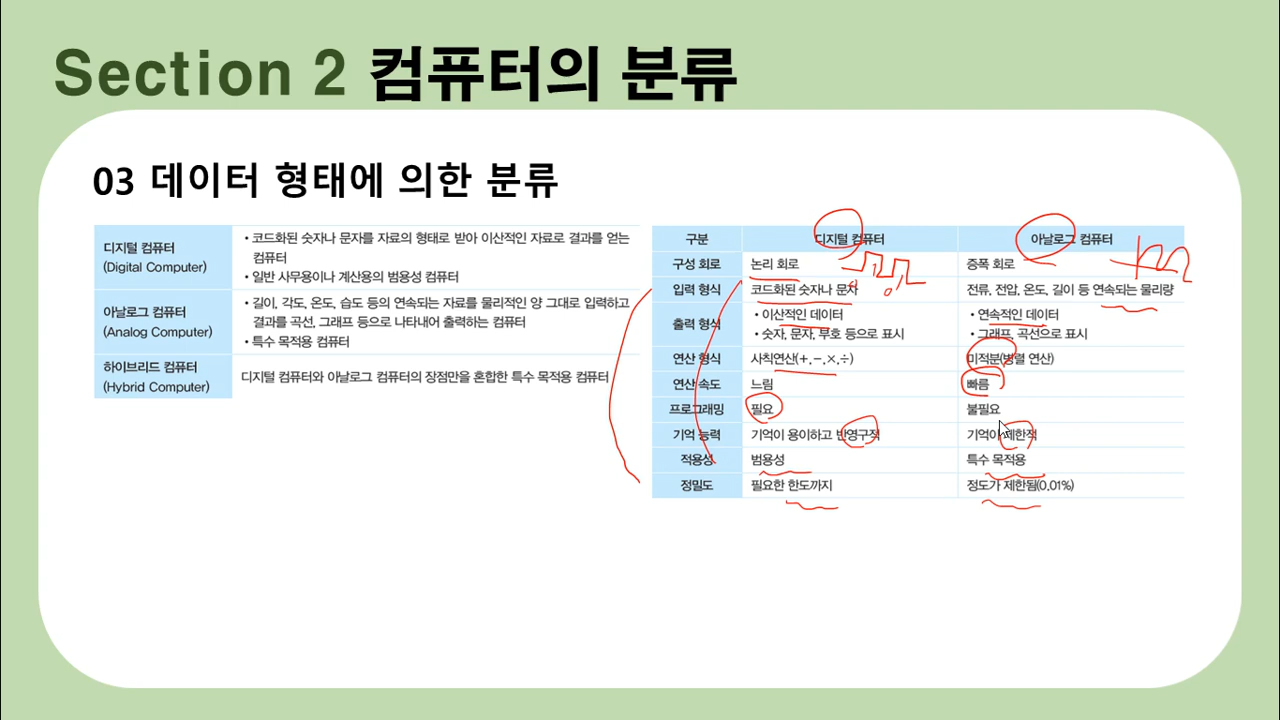 Section 2 컴퓨터의 분류
03 데이터 형태에 의한 분류
디지털 컴퓨터
(Digital Computer)
• 코드화된 숫자나 문자를 자료의 형태로 받아 이산적인 자료로 결과를 얻는
컴퓨터
• 일반 사무용이나 계산용의 범용성 컴퓨터
아날로그 컴퓨터
(Analog Computer)
• 길이, 각도, 온도, 습도 등의 연속되는 자료를 물리적인 양 그대로 입력하고
결과를 곡선, 그래프 등으로 나타내어 출력하는 컴퓨터
• 특수 목적용 컴퓨터
하이브리드 컴퓨터
(Hybrid Computer)
디지털 컴퓨터와 아날로그 컴퓨터의 장점만을 혼합한 특수 목적용 컴퓨터
구분 디지털 컴퓨터 아날로그 컴퓨터
구성 회로 논리 회로 증폭 회로
입력 형식 코드화된 숫자나 문자 전류, 전압, 온도, 길이 등 연속되는 물리량
출력 형식
• 이산적인 데이터
• 숫자, 문자, 부호 등으로 표시
• 연속적인 데이터
• 그래프, 곡선으로 표시
연산 형식 사칙연산(+,−,×,÷) 미적분(병렬 연산)
연산 속도 느림 빠름
프로그래밍 필요 불필요
기억 능력 기억이 용이하고 반영구적 기억이 제한적
적용성 범용성 특수 목적용
정밀도 필요한 한도까지 정도가 제한됨(0.01%)